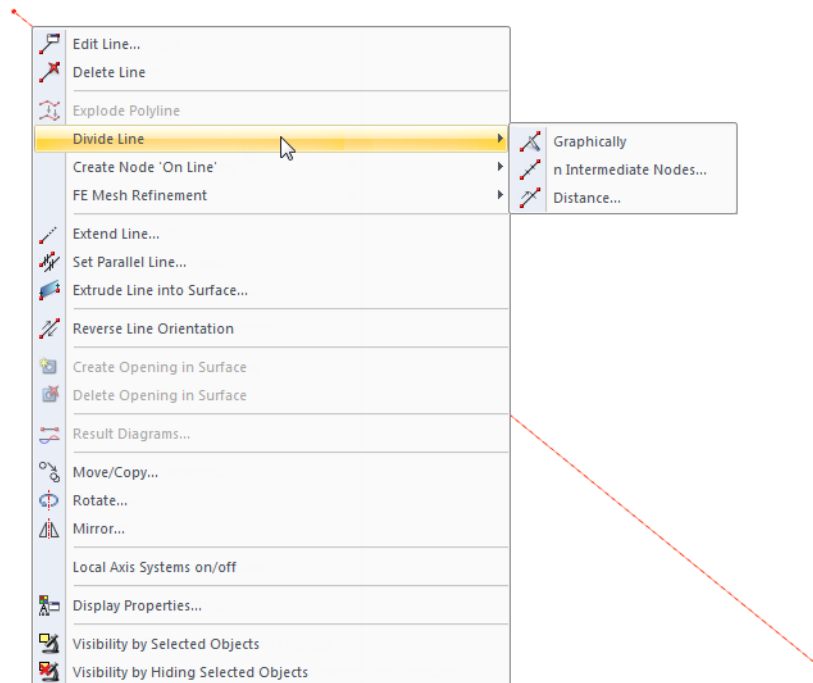 Edit Line...
Delete Line
Explode Polyline
Divide Line
Graphically
n Intermediate Nodes...
Distance...
Create Node 'On Line'
FE Mesh Refinement
Extend Line...
Set Parallel Line...
Extrude Line into Surface...
Reverse Line Orientation
Create Opening in Surface
Delete Opening in Surface
Result Diagrams...
Move/Copy...
Rotate...
Mirror...
Local Axis Systems on/off
Display Properties...
Visibility by Selected Objects
Visibility by Hiding Selected Objects